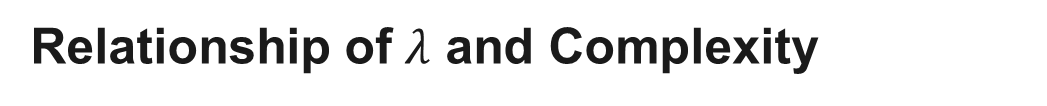 Relationship of λ and Complexity